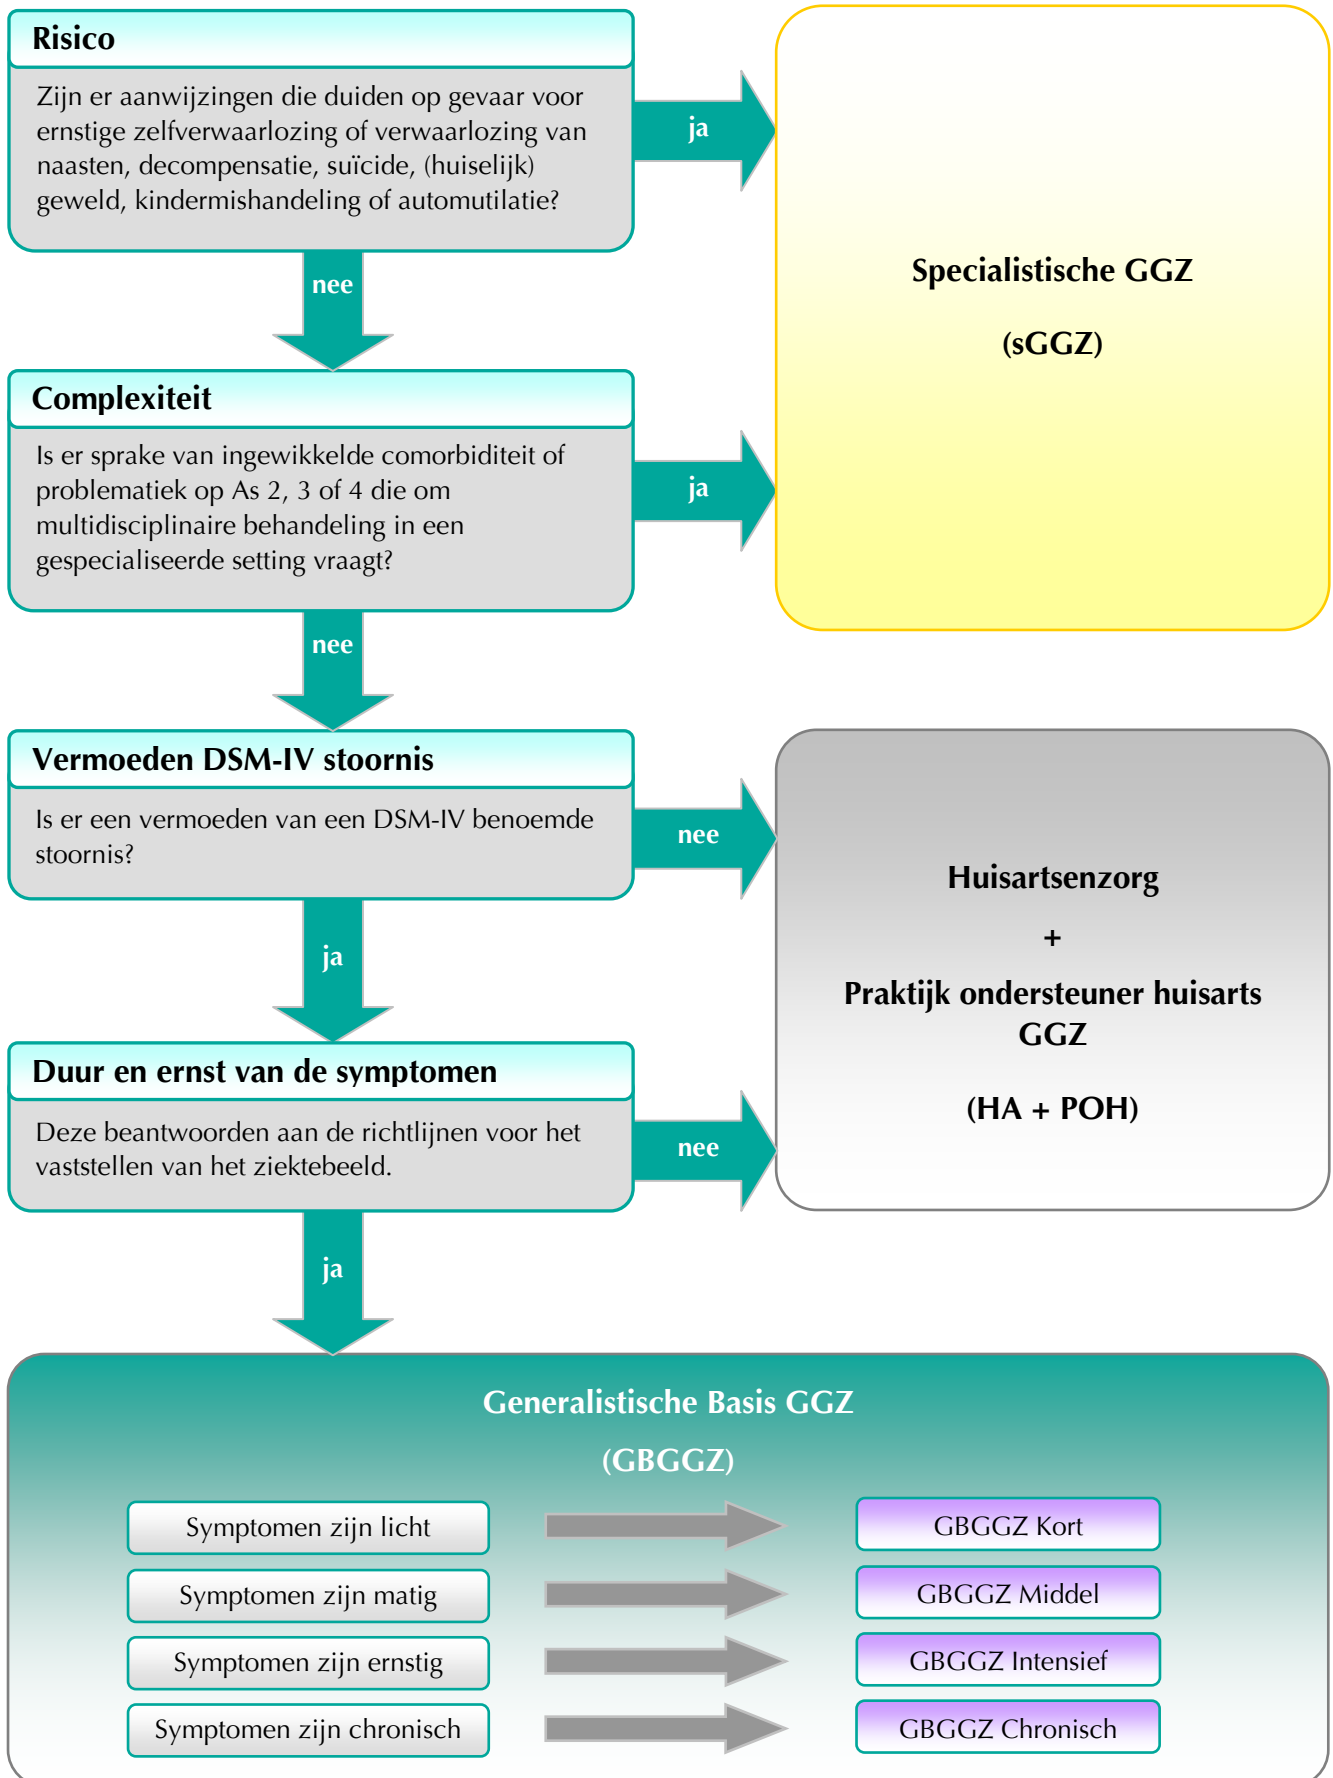 Risico
Zijn er aanwijzingen die duiden op gevaar voor
ernstige zelfverwaarlozing of verwaarlozing van
naasten, decompensatie, suïcide, (huiselijk)
geweld, kindermishandeling of automutilatie?
ja
nee
Specialistische GGZ
(sGGZ)
Complexiteit
Is er sprake van ingewikkelde comorbiditeit of
problematiek op As 2, 3 of 4 die om
multidisciplinaire behandeling in een
gespecialiseerde setting vraagt?
ja
nee
Vermoeden DSM-IV stoornis
Is er een vermoeden van een DSM-IV benoemde
stoornis?
nee
ja
Huisartsenzorg
+
Praktijk ondersteuner huisarts
GGZ
(HA + POH)
Duur en ernst van de symptomen
Deze beantwoorden aan de richtlijnen voor het
vaststellen van het ziektebeeld.
nee
ja
Generalistische Basis GGZ
(GBGGZ)
Symptomen zijn licht
GBGGZ Kort
Symptomen zijn matig
GBGGZ Middel
Symptomen zijn ernstig
GBGGZ Intensief
Symptomen zijn chronisch
GBGGZ Chronisch